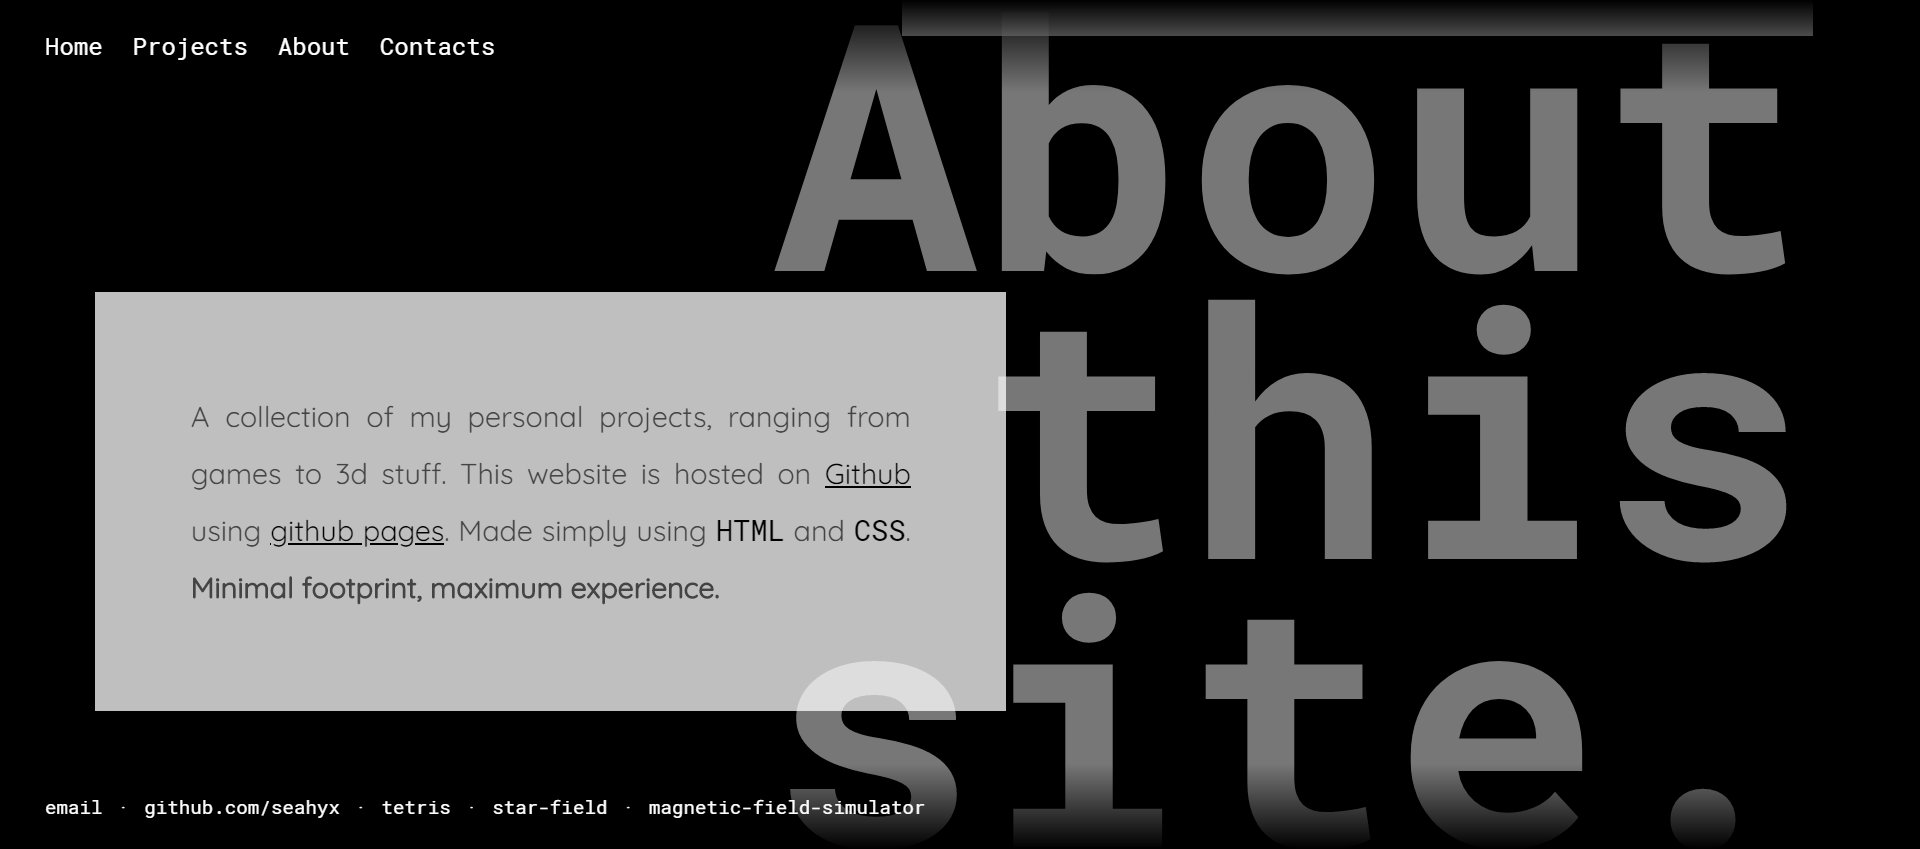 Home Projects About Contacts
About
this
site.
A collection of my personal projects, ranging from
games to 3d stuff. This website is hosted on Github
using github pages. Made simply using HTML and CSS.
Minimal footprint, maximum experience.
email · github.com/seahyx · tetris · star-field · magnetic-field-simulator